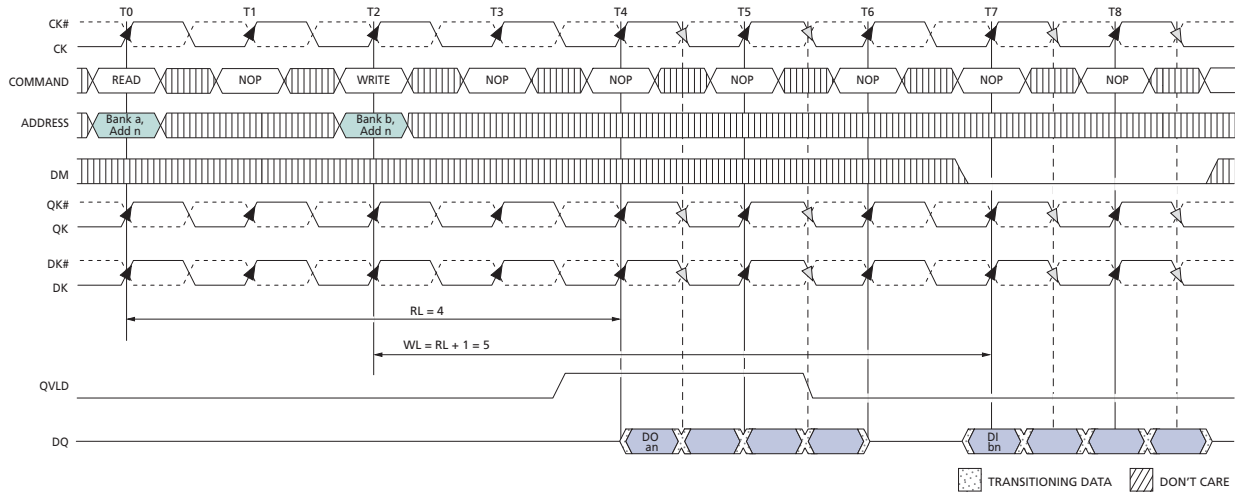 T0 T1 T2 T3 T4 T5 T6 T7 T8
CK#
CK
COMMAND READ NOP WRITE NOP NOP NOP NOP NOP NOP
ADDRESS Bank a, Add n Bank b, Add n
DM
QK#
QK
DK#
DK
RL = 4
WL = RL + 1 = 5
QVLD
DQ DO an DI bn
TRANSITIONING DATA DON'T CARE